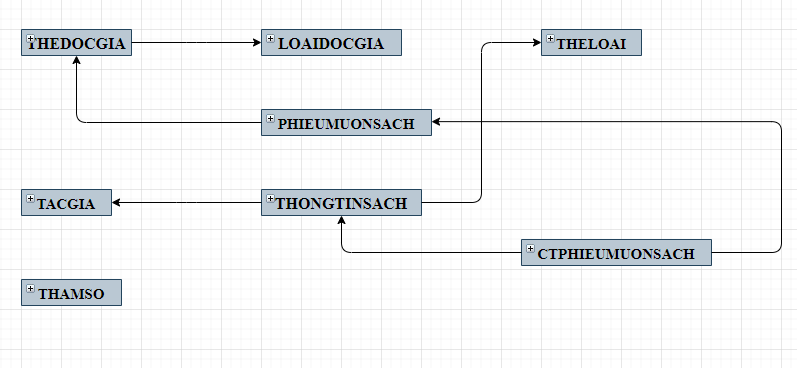 THEDOCGIA
LOAIDOCGIA
THELOAI
PHIEUMUONSACH
TACGIA
THONGTINSACH
CTPHIEUMUONSACH
THAMSO